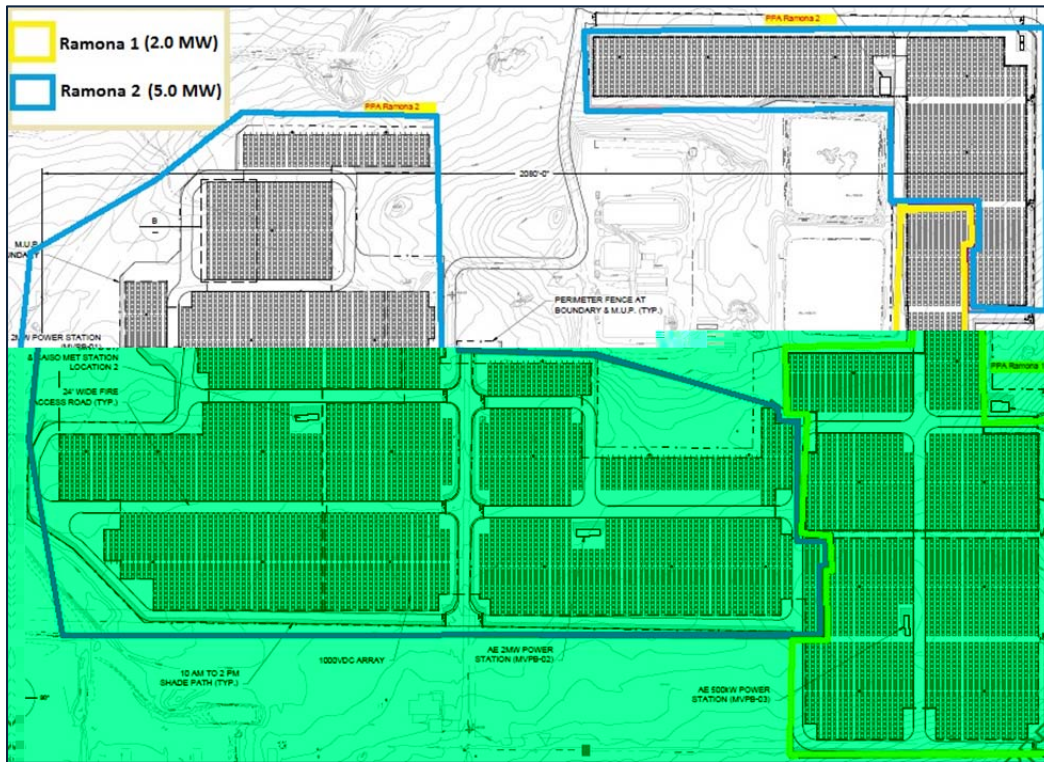 Ramona 1 (2.0 MW)
Ramona 2 (5.0 MW)
PPA Ramona 2
PPA Ramona 2
2080'-0"
B
M.U.P.
UNDARY
PERIMETER FENCE AT
BOUNDARY & M.U.P. (TYP.)
2MW POWER STATION
& CAISO MET STATION
LOCATION 2
24' WIDE FIRE
ACCESS ROAD (TYP.)
PPA Ramona 1
10 AM TO 2 PM
SHADE PATH (TYP.)
1000VDC ARRAY
AE 2MW POWER
STATION (MVPB-02)
AE 500kW POWER
STATION (MVPB-03)